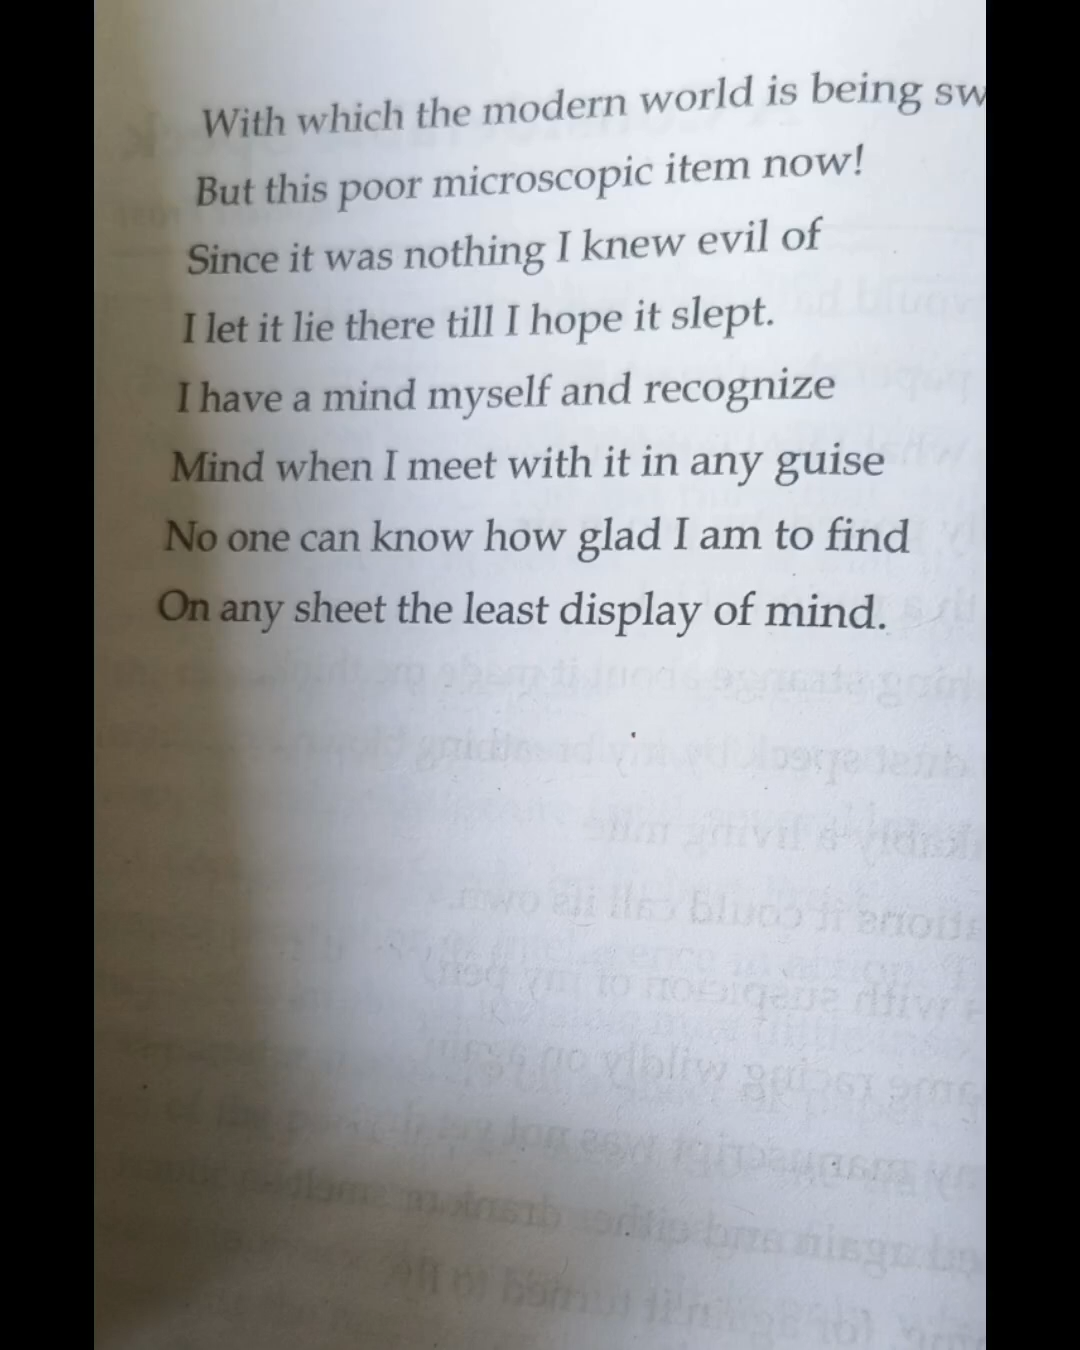 With which the modern world is being sw
But this poor microscopic item now!
Since it was nothing I knew evil of
I let it lie there till I hope it slept.
I have a mind myself and recognize
Mind when I meet with it in any guise
No one can know how glad I am to find
On any sheet the least display of mind.